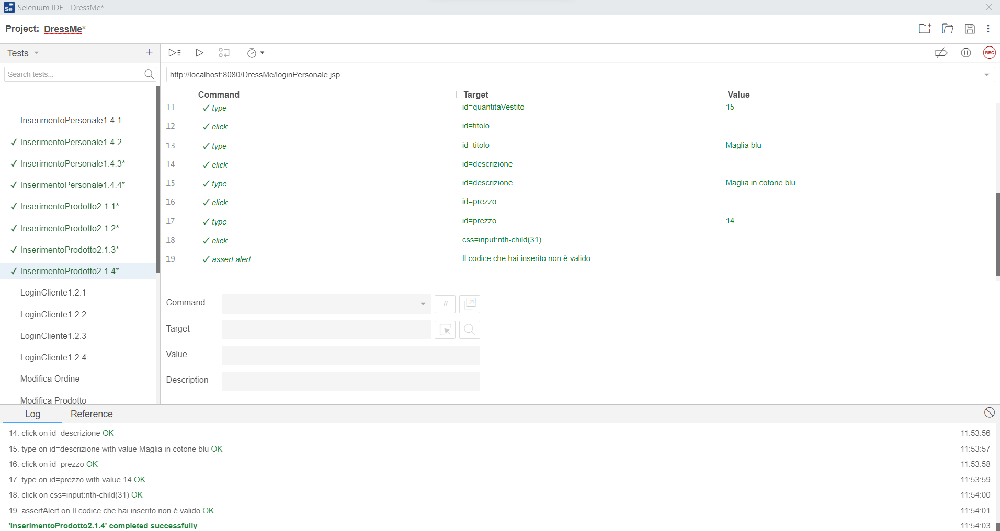 Selenium IDE - DressMe*
Project: DressMe*
Tests
Search tests...
InserimentoPersonale1.4.1
✓ InserimentoPersonale1.4.2
✓ InserimentoPersonale1.4.3*
✓ InserimentoPersonale1.4.4*
✓ InserimentoProdotto2.1.1*
✓ InserimentoProdotto2.1.2*
✓ InserimentoProdotto2.1.3*
✓ InserimentoProdotto2.1.4*
LoginCliente1.2.1
LoginCliente1.2.2
LoginCliente1.2.3
LoginCliente1.2.4
Modifica Ordine
Modifica Prodotto
REC
http://localhost:8080/DressMe/loginPersonale.jsp
Command Target Value
11 ✓ type id=quantitaVestito 15
12 ✓ click id=titolo
13 ✓ type id=titolo Maglia blu
14 ✓ click id=descrizione
15 ✓ type id=descrizione Maglia in cotone blu
16 ✓ click id=prezzo
17 ✓ type id=prezzo 14
18 ✓ click css=input:nth-child(31)
19 ✓ assert alert Il codice che hai inserito non è valido
Command //
Target
Value
Description
Log Reference
14. click on id=descrizione OK 11:53:56
15. type on id=descrizione with value Maglia in cotone blu OK 11:53:57
16. click on id=prezzo OK 11:53:58
17. type on id=prezzo with value 14 OK 11:53:59
18. click on css=input:nth-child(31) OK 11:54:00
19. assertAlert on Il codice che hai inserito non è valido OK 11:54:01
'InserimentoProdotto2.1.4' completed successfully 11:54:03